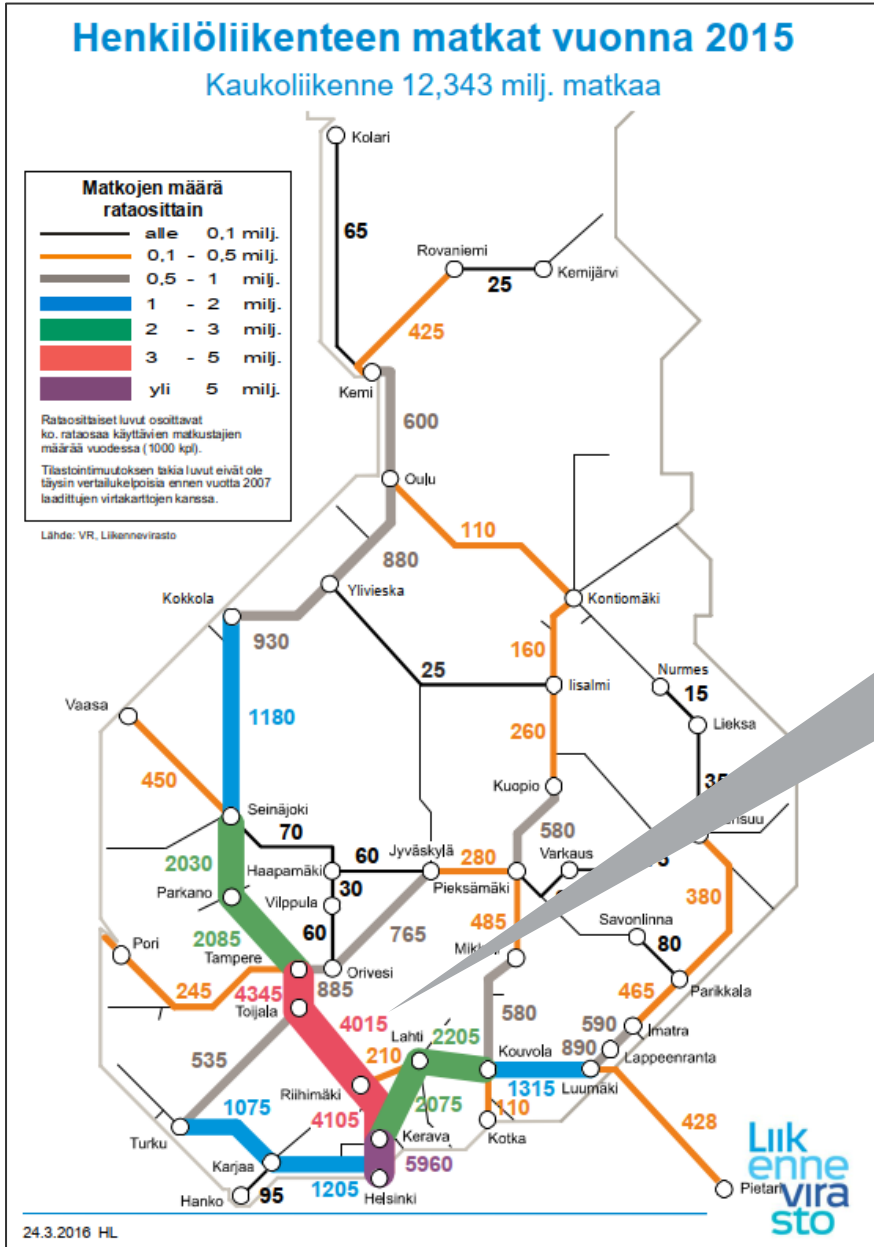 Henkilöliikenteen matkat vuonna 2015
Kaukoliikenne 12,343 milj. matkaa
Matkojen määrä
rataosittain
alle 0,1 milj.
0,1 - 0,5 milj.
0,5 - 1 milj.
1 - 2 milj.
2 - 3 milj.
3 - 5 milj.
yli 5 milj.
Rataosittaiset luvut osoittavat
ko. rataosaa käyttävien matkustajien
määrää vuodessa (1000 kpl).
Tilastointimuutoksen takia luvut eivät ole
täysin vertailukelpoisia ennen vuotta 2007
laadittujen virtakarttojen kanssa.
Lähde: VR, Liikennevirasto
Kolari
65
Rovaniemi
25
Kemijärvi
425
Kemi
600
Oulu
110
880
Ylivieska
Kokkola
930
Kontiomäki
160
25
Iisalmi
Nurmes
15
Lieksa
Vaasa
1180
260
450
Kuopio
35
Seinäjoki
70
580
2030
Haapamäki
60
Jyväskylä
280
Varkaus
Parkano
Vilppula
30
Pieksämäki
380
2085
60
765
485
Savonlinna
80
Pori
Tampere
885
Orivesi
245
4345
Toijala
4015
580
465
Parikkala
590
Imatra
535
Lahti
2205
Kouvola
890
Lappeenranta
210
1315
Luumäki
Riihimäki
2075
110
1075
4105
Kotka
428
Turku
Kerava
Karjaa
5960
Hanko
95
1205
Helsinki
Pietari
Liik
enne
vira
sto
24.3.2016 HL